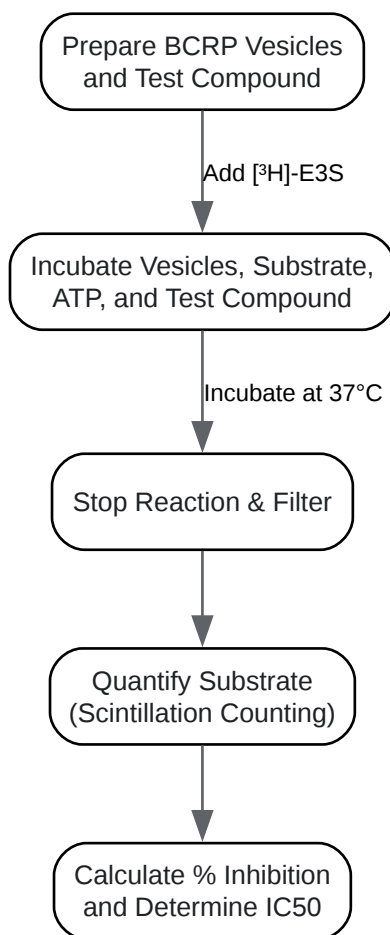 Prepare BCRP Vesicles
and Test Compound
Add [³H]-E3S
Incubate Vesicles, Substrate,
ATP, and Test Compound
Incubate at 37°C
Stop Reaction & Filter
Quantify Substrate
(Scintillation Counting)
Calculate % Inhibition
and Determine IC50